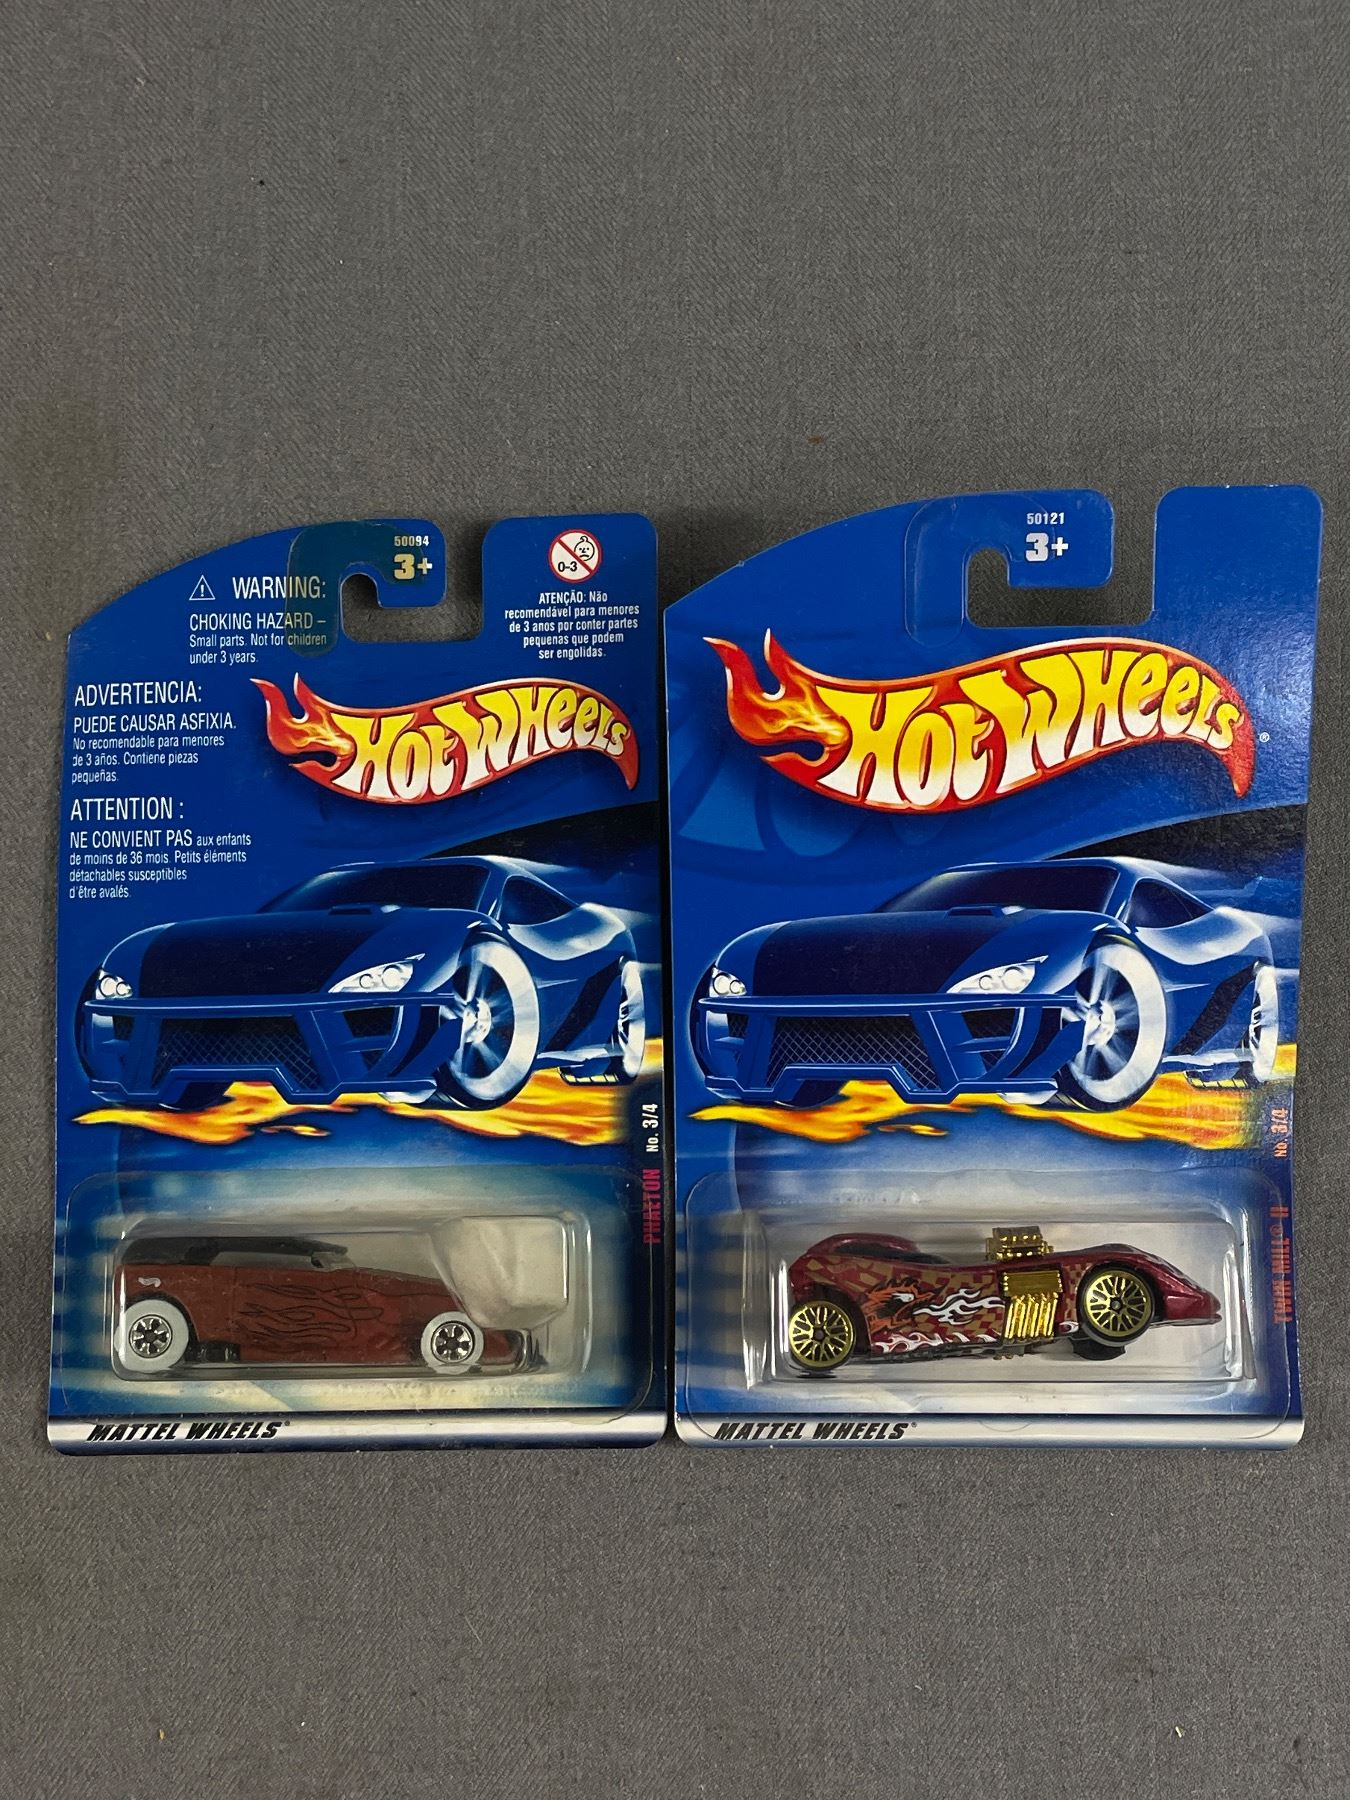 50094
3+
WARNING:
CHOKING HAZARD –
Small parts. Not for children
under 3 years.
0-3
ATENÇÃO: Não
recomendável para menores
de 3 anos por conter partes
pequenas que podem
ser engolidas.
ADVERTENCIA:
PUEDE CAUSAR ASFIXIA.
No recomendable para menores
de 3 años. Contiene piezas
pequeñas.
ATTENTION :
NE CONVIENT PAS aux enfants
de moins de 36 mois. Petits éléments
détachables susceptibles
d'être avalés.
HOT WHEELS
PHAETON No. 3/4
MATTEL WHEELS®
50121
3+
HOT WHEELS®
TWIN MILL® II No. 3/4
MATTEL WHEELS®